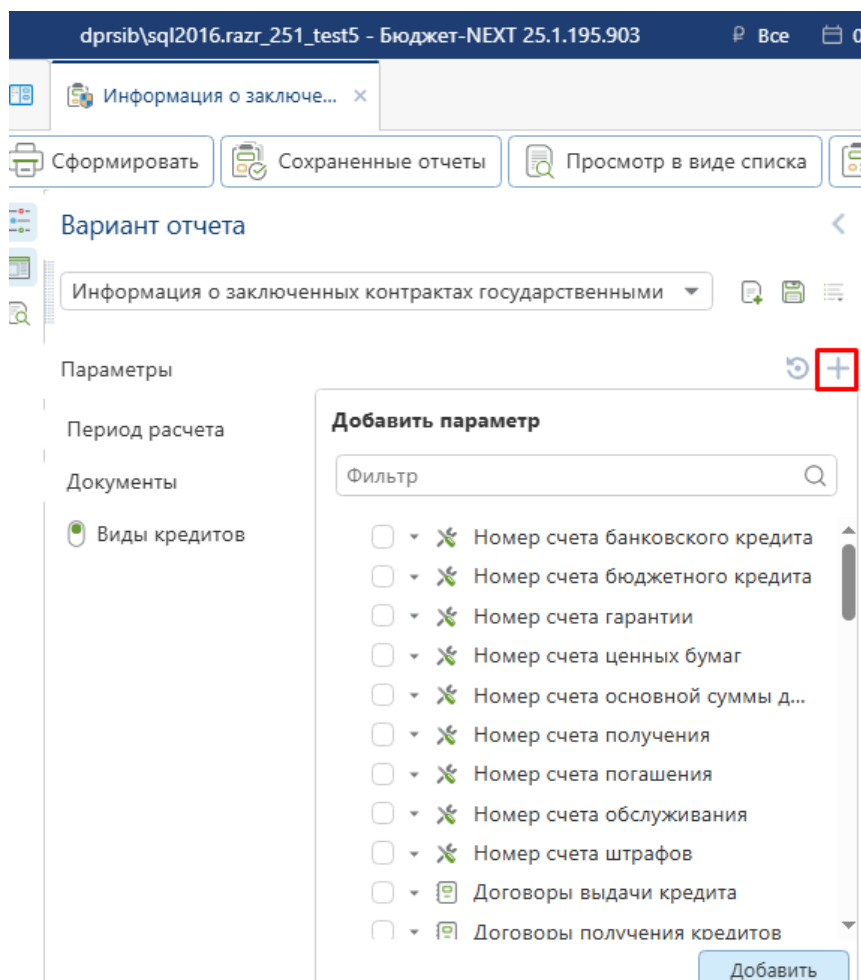 dprsib\sql2016.razr_251_test5 - Бюджет-NEXT 25.1.195.903 ₽ Все
Информация о заключе... ×
Сформировать Сохраненные отчеты Просмотр в виде списка
Вариант отчета
Информация о заключенных контрактах государственными
Параметры
Период расчета
Документы
Виды кредитов
Добавить параметр
Фильтр
Номер счета банковского кредита
Номер счета бюджетного кредита
Номер счета гарантии
Номер счета ценных бумаг
Номер счета основной суммы д...
Номер счета получения
Номер счета погашения
Номер счета обслуживания
Номер счета штрафов
Договоры выдачи кредита
Договоры получения кредитов
Добавить